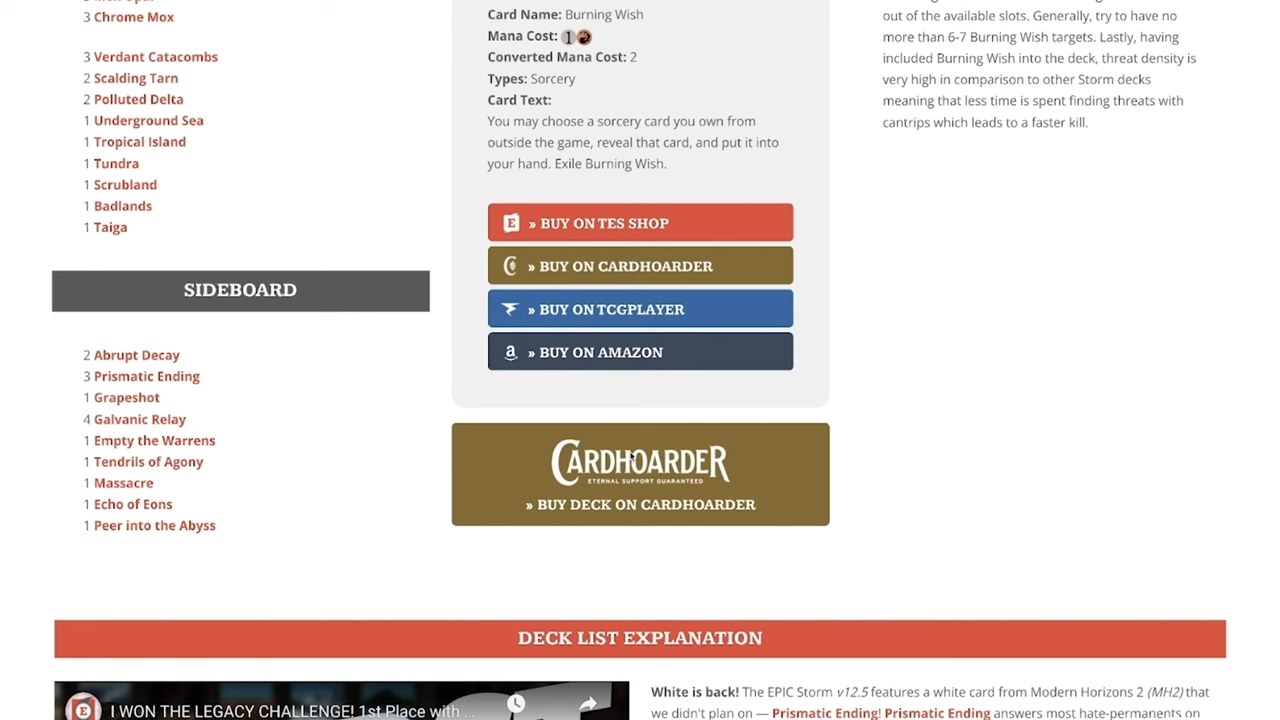 3 Chrome Mox
3 Verdant Catacombs
2 Scalding Tarn
2 Polluted Delta
1 Underground Sea
1 Tropical Island
1 Tundra
1 Scrubland
1 Badlands
1 Taiga
SIDEBOARD
2 Abrupt Decay
3 Prismatic Ending
1 Grapeshot
4 Galvanic Relay
1 Empty the Warrens
1 Tendrils of Agony
1 Massacre
1 Echo of Eons
1 Peer into the Abyss
Card Name: Burning Wish
Mana Cost: 1
Converted Mana Cost: 2
Types: Sorcery
Card Text:
You may choose a sorcery card you own from
outside the game, reveal that card, and put it into
your hand. Exile Burning Wish.
E » BUY ON TES SHOP
» BUY ON CARDHOARDER
» BUY ON TCGPLAYER
a » BUY ON AMAZON
CARDHOARDER
ETERNAL SUPPORT GUARANTEED
» BUY DECK ON CARDHOARDER
out of the available slots. Generally, try to have no
more than 6-7 Burning Wish targets. Lastly, having
included Burning Wish into the deck, threat density is
very high in comparison to other Storm decks
meaning that less time is spent finding threats with
cantrips which leads to a faster kill.
DECK LIST EXPLANATION
E I WON THE LEGACY CHALLENGE! 1st Place with ...
White is back! The EPIC Storm v12.5 features a white card from Modern Horizons 2 (MH2) that
we didn't plan on — Prismatic Ending! Prismatic Ending answers most hate-permanents on